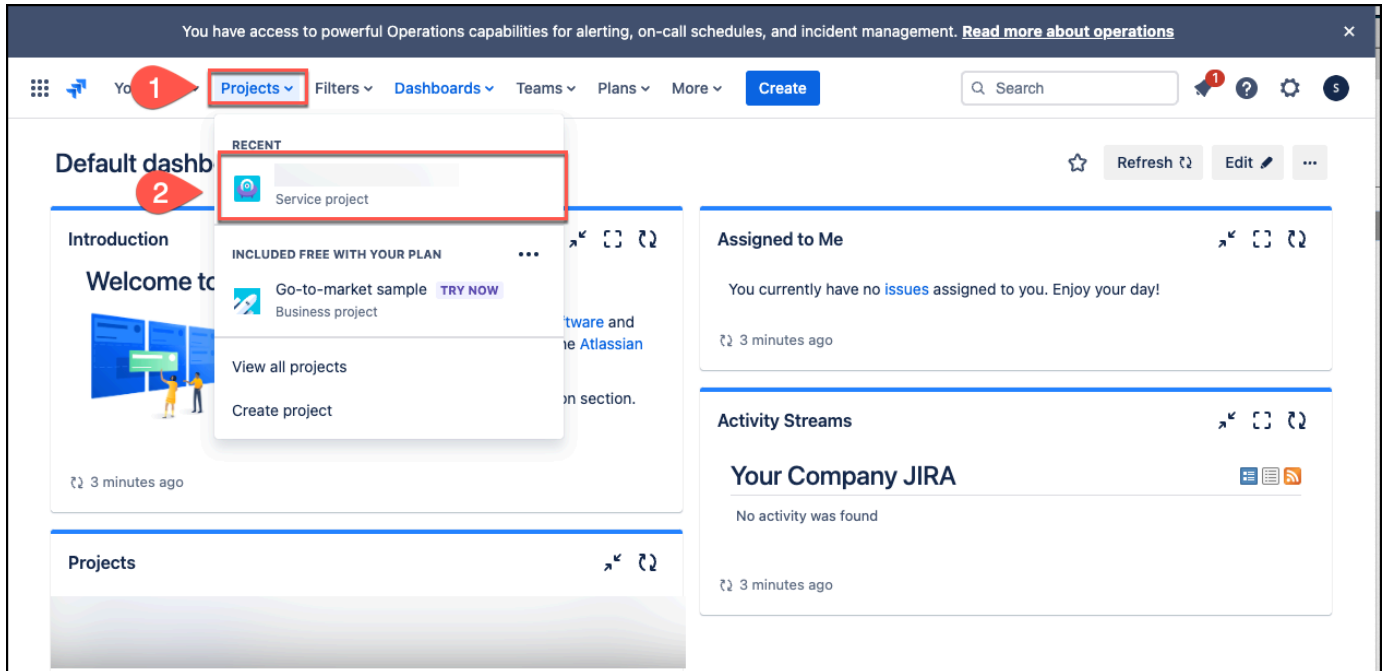 You have access to powerful Operations capabilities for alerting, on-call schedules, and incident management. Read more about operations
1
Yo
Projects
Filters
Dashboards
Teams
Plans
More
Create
Search
1
S
RECENT
Default dashb
Refresh
Edit
2
Service project
Introduction
INCLUDED FREE WITH YOUR PLAN
Welcome to
Go-to-market sample TRY NOW
Business project
ftware and
he Atlassian
View all projects
on section.
Create project
3 minutes ago
Assigned to Me
You currently have no issues assigned to you. Enjoy your day!
3 minutes ago
Activity Streams
Your Company JIRA
No activity was found
3 minutes ago
Projects